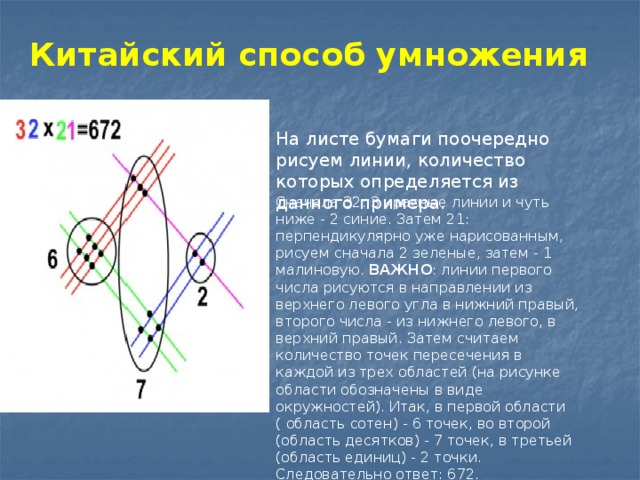 Китайский способ умножения
32 x 21=672
6
2
7
На листе бумаги поочередно
рисуем линии, количество
которых определяется из
данного примера.
Сначала 32: 3 красные линии и чуть
ниже - 2 синие. Затем 21:
перпендикулярно уже нарисованным,
рисуем сначала 2 зеленые, затем - 1
малиновую. ВАЖНО: линии первого
числа рисуются в направлении из
верхнего левого угла в нижний правый,
второго числа - из нижнего левого, в
верхний правый. Затем считаем
количество точек пересечения в
каждой из трех областей (на рисунке
области обозначены в виде
окружностей). Итак, в первой области
( область сотен) - 6 точек, во второй
(область десятков) - 7 точек, в третьей
(область единиц) - 2 точки.
Следовательно ответ: 672.